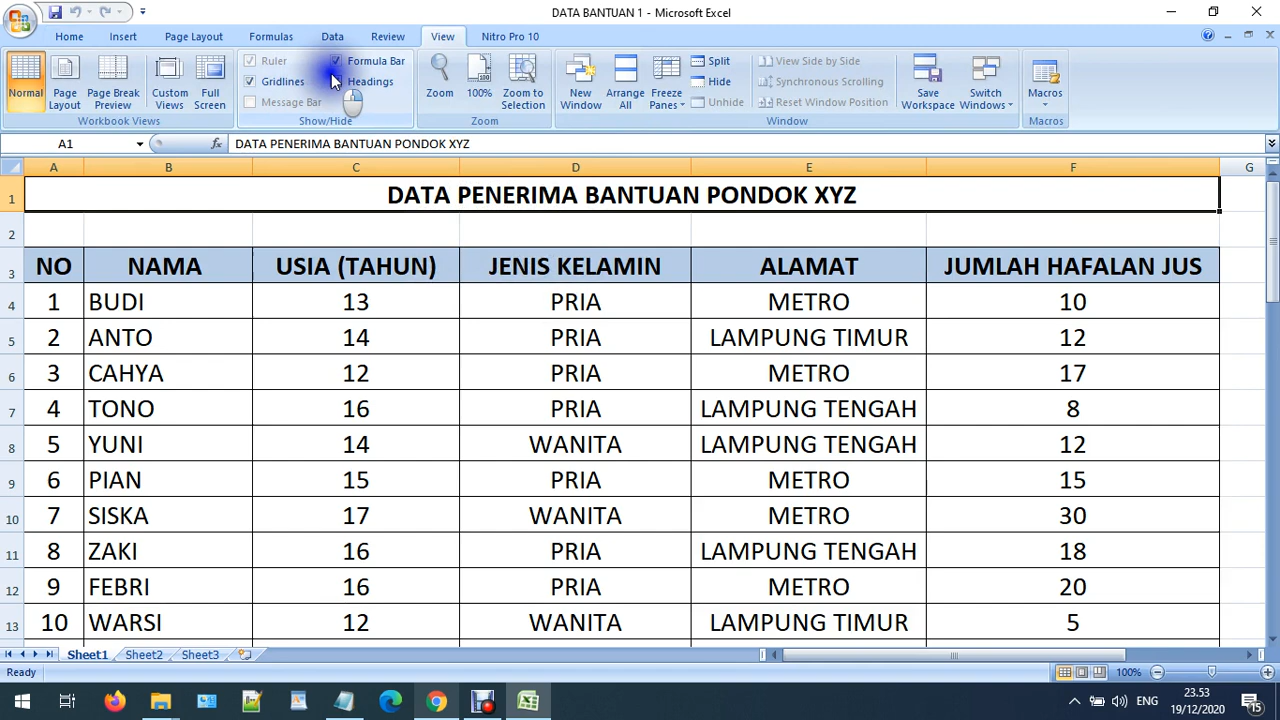 DATA BANTUAN 1 - Microsoft Excel
Home Insert Page Layout Formulas Data Review View Nitro Pro 10
Ruler Formula Bar
Gridlines Headings
Message Bar
Normal Page Layout Page Break Preview Custom Views Full Screen
Zoom 100% Zoom to Selection
New Window Arrange All Freeze Panes
Split View Side by Side
Hide Synchronous Scrolling
Unhide Reset Window Position
Save Workspace Switch Windows Macros
Workbook Views Show/Hide Zoom Window Macros
A1 fx DATA PENERIMA BANTUAN PONDOK XYZ
A B C D E F G
1 DATA PENERIMA BANTUAN PONDOK XYZ
2
3 NO NAMA USIA (TAHUN) JENIS KELAMIN ALAMAT JUMLAH HAFALAN JUS
4 1 BUDI 13 PRIA METRO 10
5 2 ANTO 14 PRIA LAMPUNG TIMUR 12
6 3 CAHYA 12 PRIA METRO 17
7 4 TONO 16 PRIA LAMPUNG TENGAH 8
8 5 YUNI 14 WANITA LAMPUNG TENGAH 12
9 6 PIAN 15 PRIA METRO 15
10 7 SISKA 17 WANITA METRO 30
11 8 ZAKI 16 PRIA LAMPUNG TENGAH 18
12 9 FEBRI 16 PRIA METRO 20
13 10 WARSI 12 WANITA LAMPUNG TIMUR 5
Sheet1 Sheet2 Sheet3
Ready 100%
ENG 23.53
19/12/2020 15